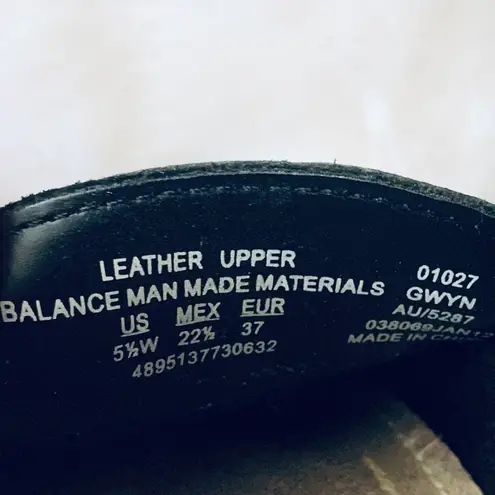 LEATHER UPPER
BALANCE MAN MADE MATERIALS
US MEX EUR
5½W 22½ 37
4895137730632
01027
GWYN
AU/5287
MADE IN